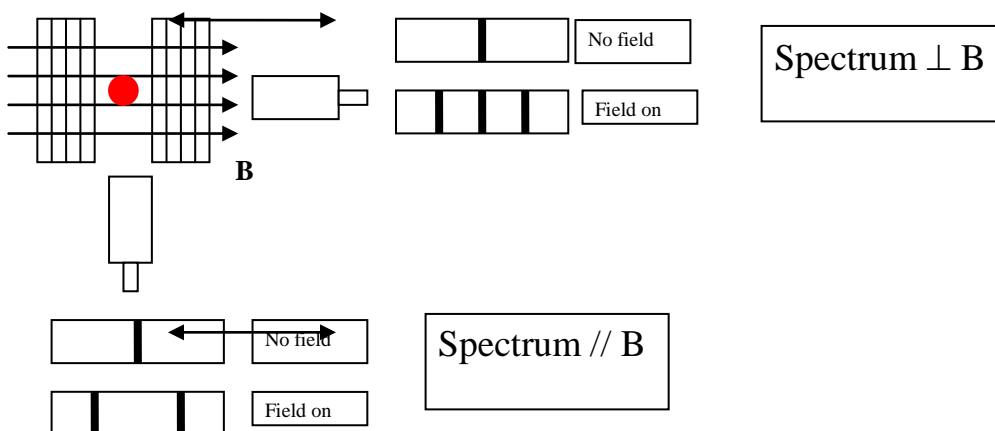 No field
Spectrum ⊥ B
Field on
B
No field
Spectrum // B
Field on